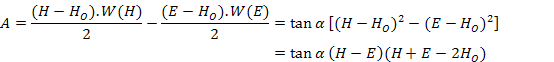 A = (H − H_O).W(H)/2 − (E − H_O).W(E)/2 = tan α [(H − H_O)² − (E − H_O)²]
= tan α (H − E)(H + E − 2H_O)